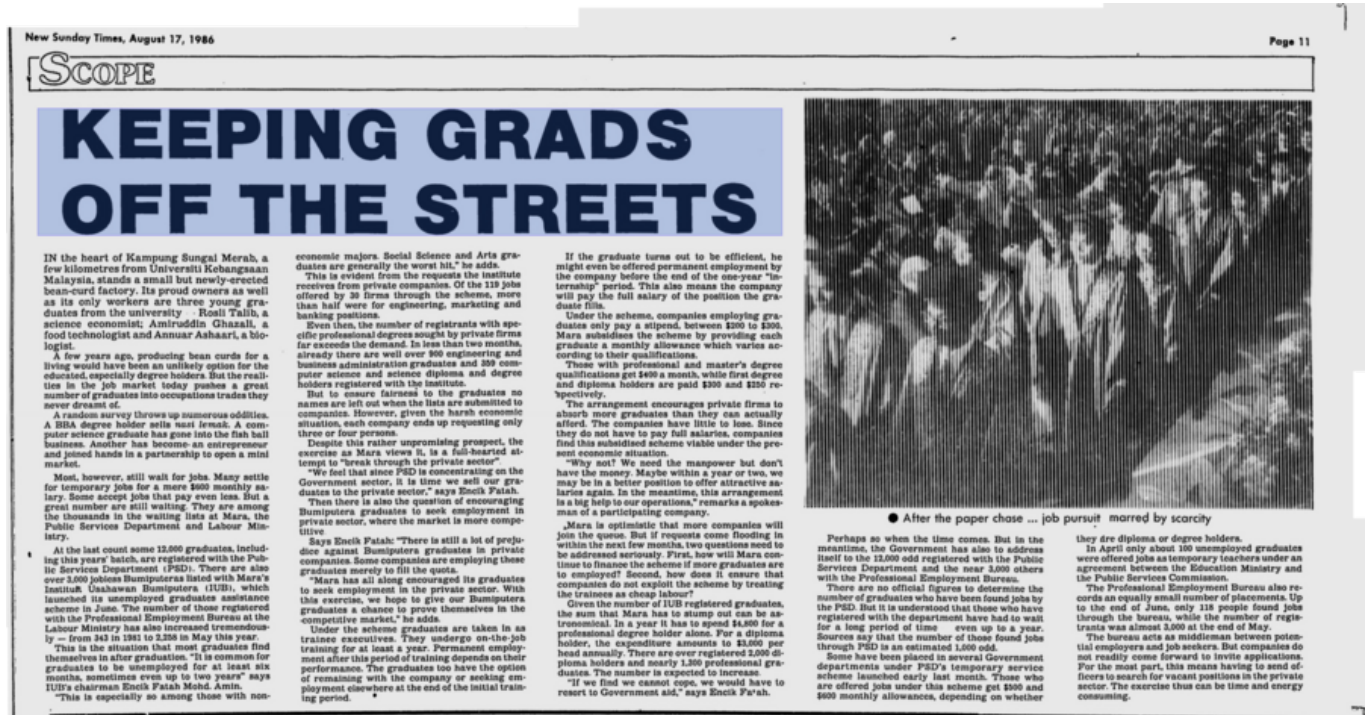 New Sunday Times, August 17, 1986
Page 11
SCOPE
KEEPING GRADS
OFF THE STREETS
IN the heart of Kampung Sungai Merab, a
few kilometres from Universiti Kebangsaan
Malaysia, stands a small but newly-erected
bean-curd factory. Its proud owners as well
as its only workers are three young gra-
duates from the university - Rosli Talib, a
science economist; Amiruddin Ghazali, a
food technologist and Annuar Ashaari, a bio-
logist.
A few years ago, producing bean curds for a
living would have been an unlikely option for the
educated, especially degree holders. But the reali-
ties in the job market today pushes a great
number of graduates into occupations trades they
never dreamt of.
A random survey throws up numerous oddities.
A BBA degree holder sells nasi lemak. A com-
puter science graduate has gone into the fish ball
business. Another has become an entrepreneur
and joined hands in a partnership to open a mini
market.
Most, however, still wait for jobs. Many settle
for temporary jobs for a mere $600 monthly sa-
lary. Some accept jobs that pay even less. But a
great number are still waiting. They are among
the thousands in the waiting lists at Mara, the
Public Services Department and Labour Min-
istry.
At the last count some 12,000 graduates, includ-
ing this years' batch, are registered with the Pub-
lic Services Department (PSD). There are also
over 3,000 jobless Bumiputeras listed with Mara's
Institut Usahawan Bumiputera (IUB), which
launched its unemployed graduates assistance
scheme in June. The number of those registered
with the Professional Employment Bureau at the
Labour Ministry has also increased tremendous-
ly — from 343 in 1981 to 2,256 in May this year.
This is the situation that most graduates find
themselves in after gradution. "It is common for
graduates to be unemployed for at least six
months, sometimes even up to two years" says
IUB's chairman Encik Fatah Mohd. Amin.
"This is especially so among those with non-
economic majors. Social Science and Arts gra-
duates are generally the worst hit," he adds.
This is evident from the requests the institute
receives from private companies. Of the 119 jobs
offered by 30 firms through the scheme, more
than half were for engineering, marketing and
banking positions.
Even then, the number of registrants with spe-
cific professional degrees sought by private firms
far exceeds the demand. In less than two months,
already there are well over 900 engineering and
business administration graduates and 359 com-
puter science and science diploma and degree
holders registered with the institute.
But to ensure fairness to the graduates no
names are left out when the lists are submitted to
companies. However, given the harsh economic
situation, each company ends up requesting only
three or four persons.
Despite this rather unpromising prospect, the
exercise as Mara views it, is a full-hearted at-
tempt to "break through the private sector".
"We feel that since PSD is concentrating on the
Government sector, it is time we sell our gra-
duates to the private sector," says Encik Fatah.
Then there is also the question of encouraging
Bumiputera graduates to seek employment in
private sector, where the market is more compe-
titive
Says Encik Fatah: "There is still a lot of preju-
dice against Bumiputera graduates in private
companies. Some companies are employing these
graduates merely to fill the quota.
"Mara has all along encouraged its graduates
to seek employment in the private sector. With
this exercise, we hope to give our Bumiputera
graduates a chance to prove themselves in the
competitive market," he adds.
Under the scheme graduates are taken in as
trainee executives. They undergo on-the-job
training for at least a year. Permanent employ-
ment after this period of training depends on their
performance. The graduates too have the option
of remaining with the company or seeking em-
ployment elsewhere at the end of the initial train-
ing period.
If the graduate turns out to be efficient, he
might even be offered permanent employment by
the company before the end of the one-year "in-
ternship" period. This also means the company
will pay the full salary of the position the gra-
duate fills.
Under the scheme, companies employing gra-
duates only pay a stipend, between $200 to $300.
Mara subsidises the scheme by providing each
graduate a monthly allowance which varies ac-
cording to their qualifications.
Those with professional and master's degree
qualifications get $400 a month, while first degree
and diploma holders are paid $300 and $250 re-
spectively.
The arrangement encourages private firms to
absorb more graduates than they can actually
afford. The companies have little to lose. Since
they do not have to pay full salaries, companies
find this subsidised scheme viable under the pre-
sent economic situation.
"Why not? We need the manpower but don't
have the money. Maybe within a year or two, we
may be in a better position to offer attractive sa-
laries again. In the meantime, this arrangement
is a big help to our operations," remarks a spokes-
man of a participating company.
Mara is optimistic that more companies will
join the queue. But if requests come flooding in
within the next few months, two questions need to
be addressed seriously. First, how will Mara con-
tinue to finance the scheme if more graduates are
to be employed? Second, how does it ensure that
companies do not exploit the scheme by treating
the trainees as cheap labour?
Given the number of IUB registered graduates,
the sum that Mara has to stump out can be as-
tronomical. In a year it has to spend $4,800 for a
professional degree holder alone. For a diploma
holder, the expenditure amounts to $3,000 per
head annually. There are over registered 2,000 di-
ploma holders and nearly 1,300 professional gra-
duates. The number is expected to increase.
"If we find we cannot cope, we would have to
resort to Government aid," says Encik Fatah.
● After the paper chase ... job pursuit marred by scarcity
Perhaps so when the time comes. But in the
meantime, the Government has also to address
itself to the 12,000 odd registered with the Public
Services Department and the near 3,000 others
with the Professional Employment Bureau.
There are no official figures to determine the
number of graduates who have been found jobs by
the PSD. But it is understood that those who have
registered with the department have had to wait
for a long period of time even up to a year.
Sources say that the number of those found jobs
through PSD is an estimated 1,000 odd.
Some have been placed in several Government
departments under PSD's temporary service
scheme launched early last month. Those who
are offered jobs under this scheme get $500 and
$600 monthly allowances, depending on whether
they are diploma or degree holders.
In April only about 100 unemployed graduates
were offered jobs as temporary teachers under an
agreement between the Education Ministry and
the Public Services Commission.
The Professional Employment Bureau also re-
cords an equally small number of placements. Up
to the end of June, only 118 people found jobs
through the bureau, while the number of regis-
trants was almost 3,000 at the end of May.
The bureau acts as middleman between poten-
tial employers and job seekers. But companies do
not readily come forward to invite applications.
For the most part, this means having to send of-
ficers to search for vacant positions in the private
sector. The exercise thus can be time and energy
consuming.